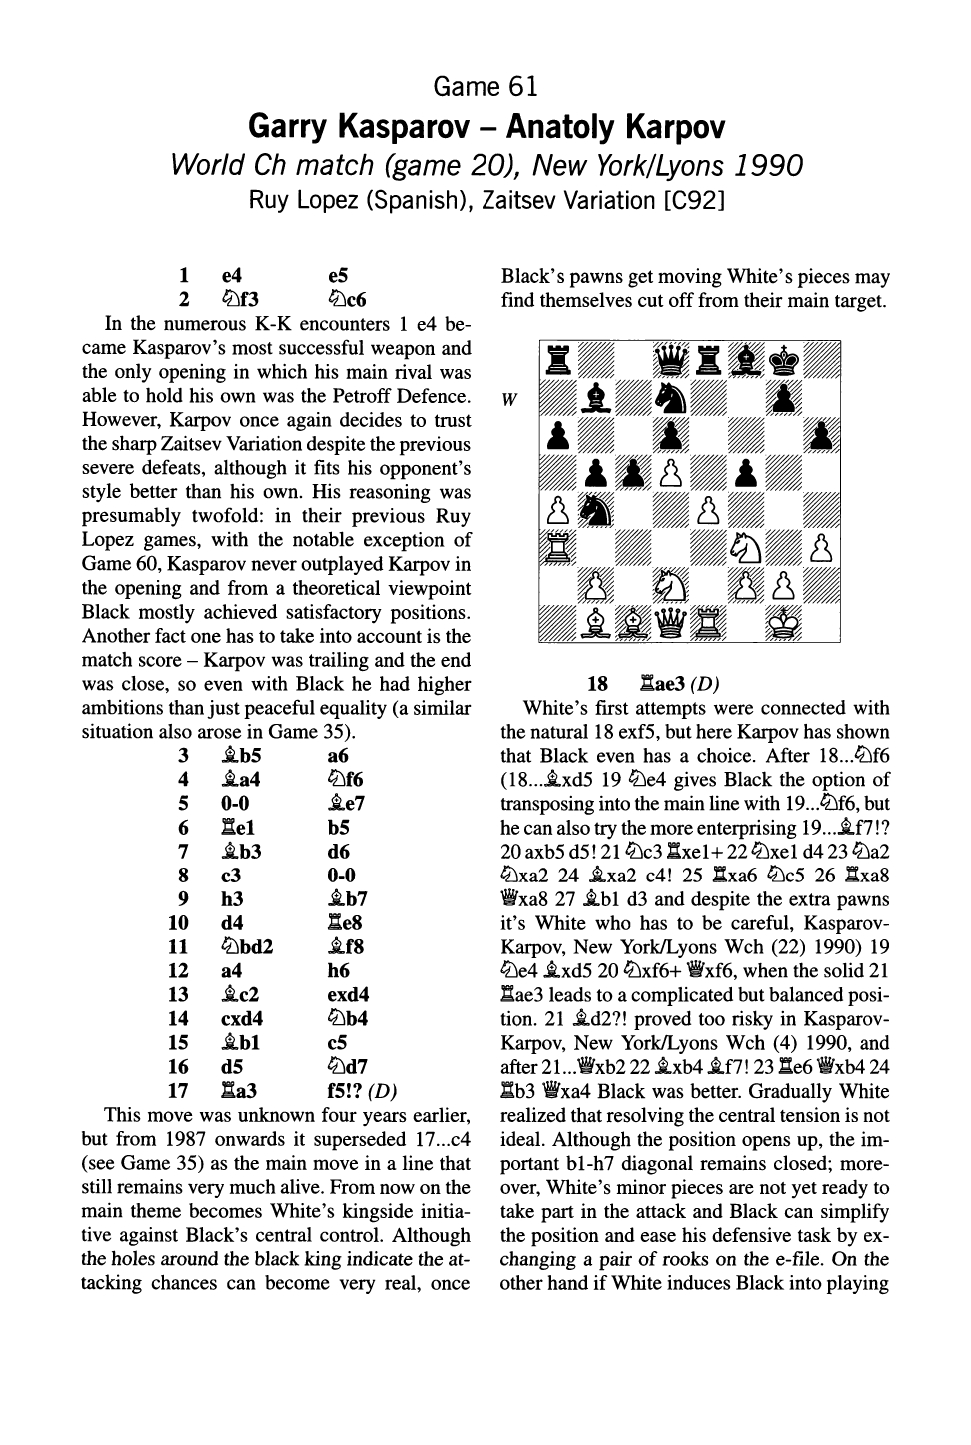 Game 61
Garry Kasparov – Anatoly Karpov
World Ch match (game 20), New York/Lyons 1990
Ruy Lopez (Spanish), Zaitsev Variation [C92]
1 e4 e5
2 ♘f3 ♘c6
In the numerous K-K encounters 1 e4 be-
came Kasparov's most successful weapon and
the only opening in which his main rival was
able to hold his own was the Petroff Defence.
However, Karpov once again decides to trust
the sharp Zaitsev Variation despite the previous
severe defeats, although it fits his opponent's
style better than his own. His reasoning was
presumably twofold: in their previous Ruy
Lopez games, with the notable exception of
Game 60, Kasparov never outplayed Karpov in
the opening and from a theoretical viewpoint
Black mostly achieved satisfactory positions.
Another fact one has to take into account is the
match score – Karpov was trailing and the end
was close, so even with Black he had higher
ambitions than just peaceful equality (a similar
situation also arose in Game 35).
3 ♗b5 a6
4 ♗a4 ♘f6
5 0-0 ♗e7
6 ♖e1 b5
7 ♗b3 d6
8 c3 0-0
9 h3 ♗b7
10 d4 ♖e8
11 ♘bd2 ♗f8
12 a4 h6
13 ♗c2 exd4
14 cxd4 ♘b4
15 ♗b1 c5
16 d5 ♘d7
17 ♖a3 f5!? (D)
This move was unknown four years earlier,
but from 1987 onwards it superseded 17...c4
(see Game 35) as the main move in a line that
still remains very much alive. From now on the
main theme becomes White's kingside initia-
tive against Black's central control. Although
the holes around the black king indicate the at-
tacking chances can become very real, once
Black's pawns get moving White's pieces may
find themselves cut off from their main target.
W
18 ♖ae3 (D)
White's first attempts were connected with
the natural 18 exf5, but here Karpov has shown
that Black even has a choice. After 18...♘f6
(18...♗xd5 19 ♘e4 gives Black the option of
transposing into the main line with 19...♘f6, but
he can also try the more enterprising 19...♗f7!?
20 axb5 d5! 21 ♘c3 ♖xe1+ 22 ♘xe1 d4 23 ♘a2
♘xa2 24 ♗xa2 c4! 25 ♖xa6 ♘c5 26 ♖xa8
♕xa8 27 ♗b1 d3 and despite the extra pawns
it's White who has to be careful, Kasparov-
Karpov, New York/Lyons Wch (22) 1990) 19
♘e4 ♗xd5 20 ♘xf6+ ♕xf6, when the solid 21
♖ae3 leads to a complicated but balanced posi-
tion. 21 ♗d2?! proved too risky in Kasparov-
Karpov, New York/Lyons Wch (4) 1990, and
after 21...♕xb2 22 ♗xb4 ♗f7! 23 ♖e6 ♕xb4 24
♖b3 ♕xa4 Black was better. Gradually White
realized that resolving the central tension is not
ideal. Although the position opens up, the im-
portant b1-h7 diagonal remains closed; more-
over, White's minor pieces are not yet ready to
take part in the attack and Black can simplify
the position and ease his defensive task by ex-
changing a pair of rooks on the e-file. On the
other hand if White induces Black into playing